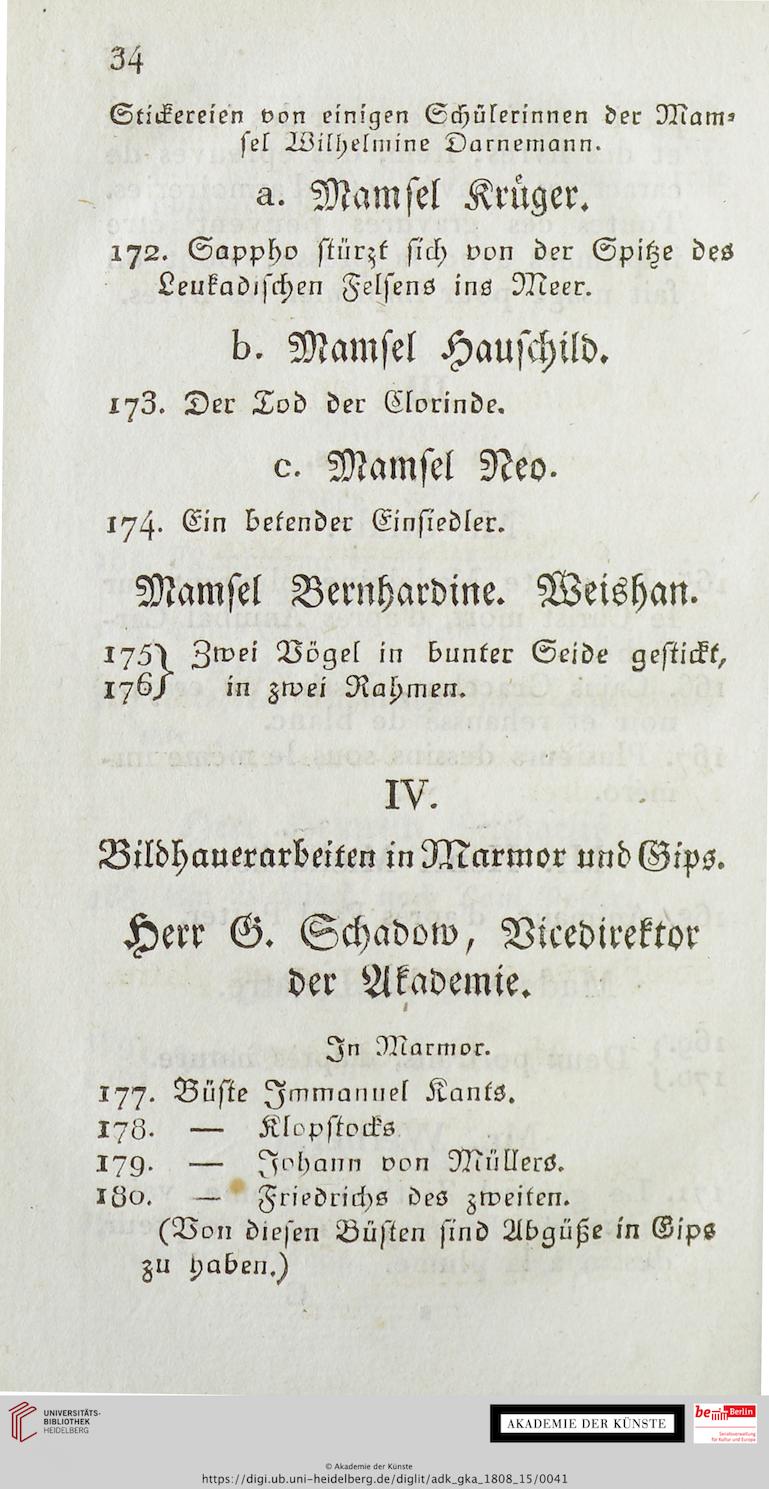 34
Stickereien von einigen Schülerinnen der Mam-
sel Wilhelmine Darnemann.
a. Mamsel Krüger.
172. Sappho stürzt sich von der Spitze des
Leukadischen Felsens ins Meer.
b. Mamsel Hauschild.
173. Der Tod der Clorinde.
c. Mamsel Neo.
174. Ein betender Einsiedler.
Mamsel Bernhardine. Weishan.
175} Zwei Vögel in bunter Seide gestickt,
176} in zwei Rahmen.
IV.
Bildhauerarbeiten in Marmor und Gips.
Herr G. Schadow, Vicedirektor
der Akademie.
In Marmor.
177. Büste Immanuel Kants.
178. — Klopstocks
179. — Johann von Müllers.
180. — Friedrichs des zweiten.
(Von diesen Büsten sind Abgüße in Gips
zu haben.)
UNIVERSITÄTS-
BIBLIOTHEK
HEIDELBERG
AKADEMIE DER KÜNSTE
be Berlin
Senatsverwaltung
für Kultur und Europa
© Akademie der Künste
https://digi.ub.uni-heidelberg.de/diglit/adk_gka_1808_15/0041